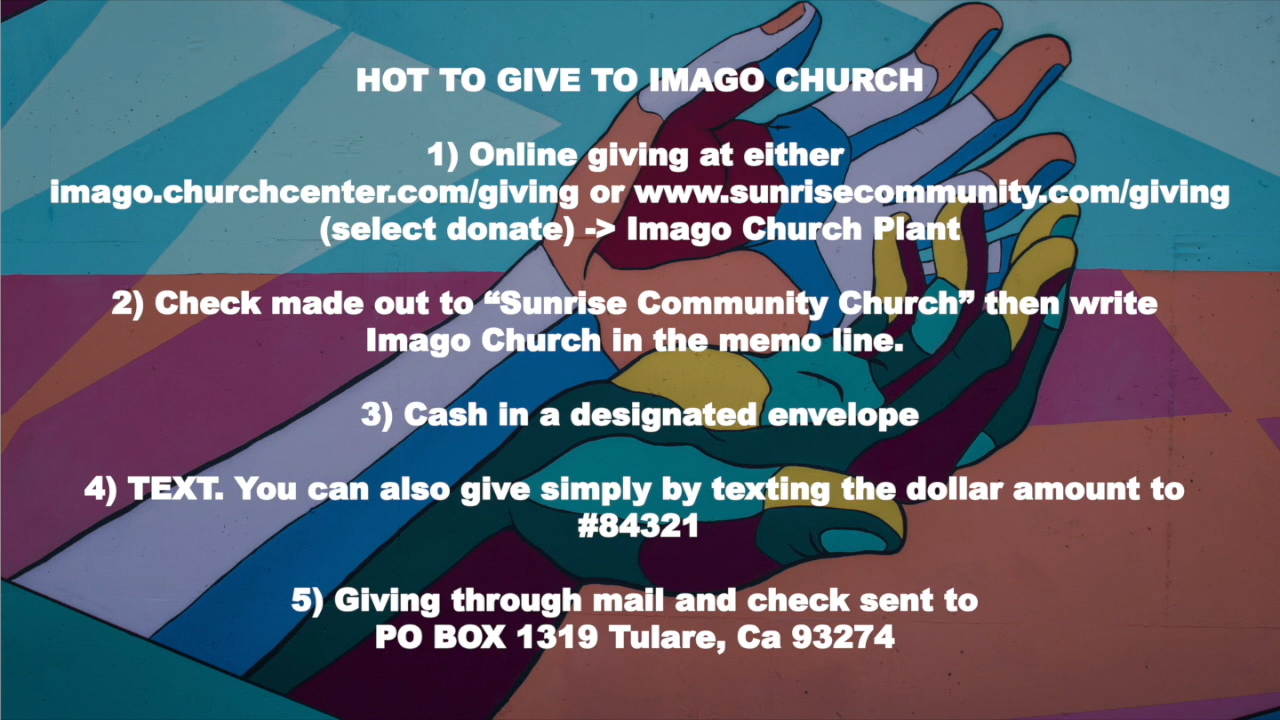 HOT TO GIVE TO IMAGO CHURCH
1) Online giving at either
imago.churchcenter.com/giving or www.sunrisecommunity.com/giving
(select donate) -> Imago Church Plant
2) Check made out to “Sunrise Community Church” then write
Imago Church in the memo line.
3) Cash in a designated envelope
4) TEXT. You can also give simply by texting the dollar amount to
#84321
5) Giving through mail and check sent to
PO BOX 1319 Tulare, Ca 93274